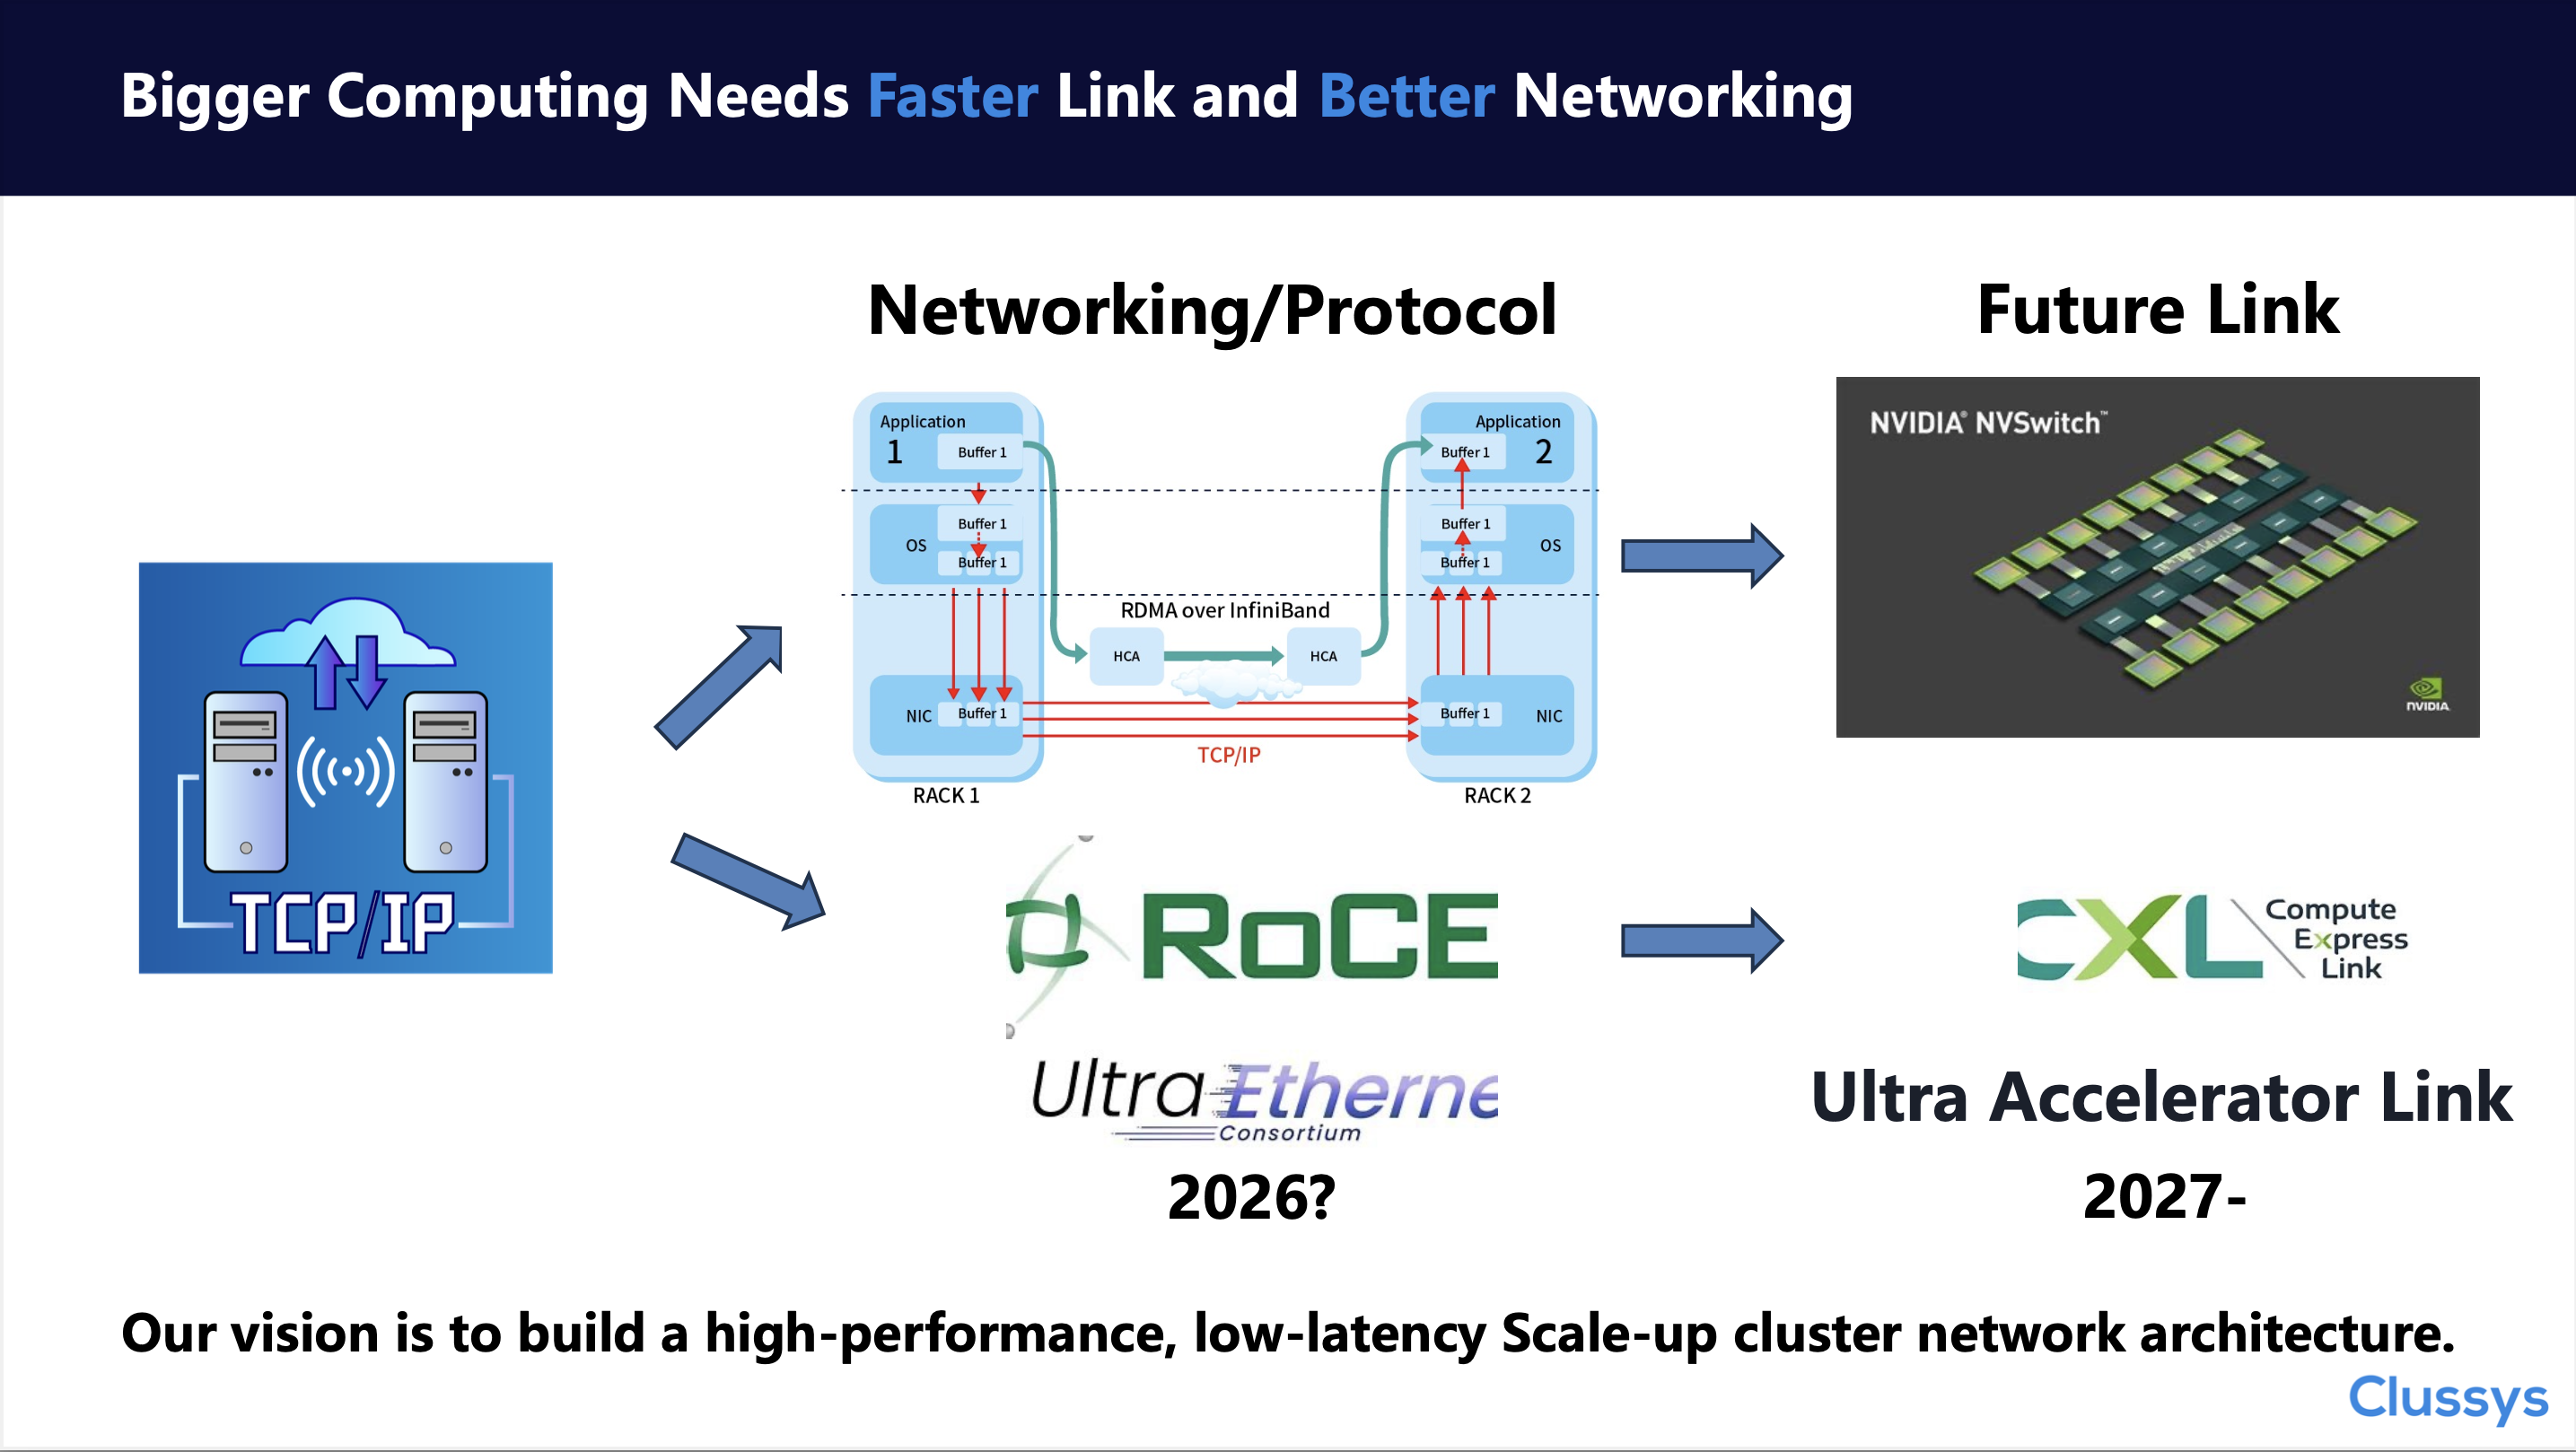 Bigger Computing Needs Faster Link and Better Networking
Networking/Protocol
Future Link
TCP/IP
Application
1
Buffer 1
OS
Buffer 1
Buffer 1
NIC
Buffer 1
RACK 1
RDMA over InfiniBand
HCA
HCA
TCP/IP
Application
Buffer 1
2
Buffer 1
OS
Buffer 1
Buffer 1
NIC
RACK 2
NVIDIA® NVSwitch™
NVIDIA
RoCE
Ultra Etherne
Consortium
2026?
CXL
Compute
Express
Link
Ultra Accelerator Link
2027-
Our vision is to build a high-performance, low-latency Scale-up cluster network architecture.
Clussys